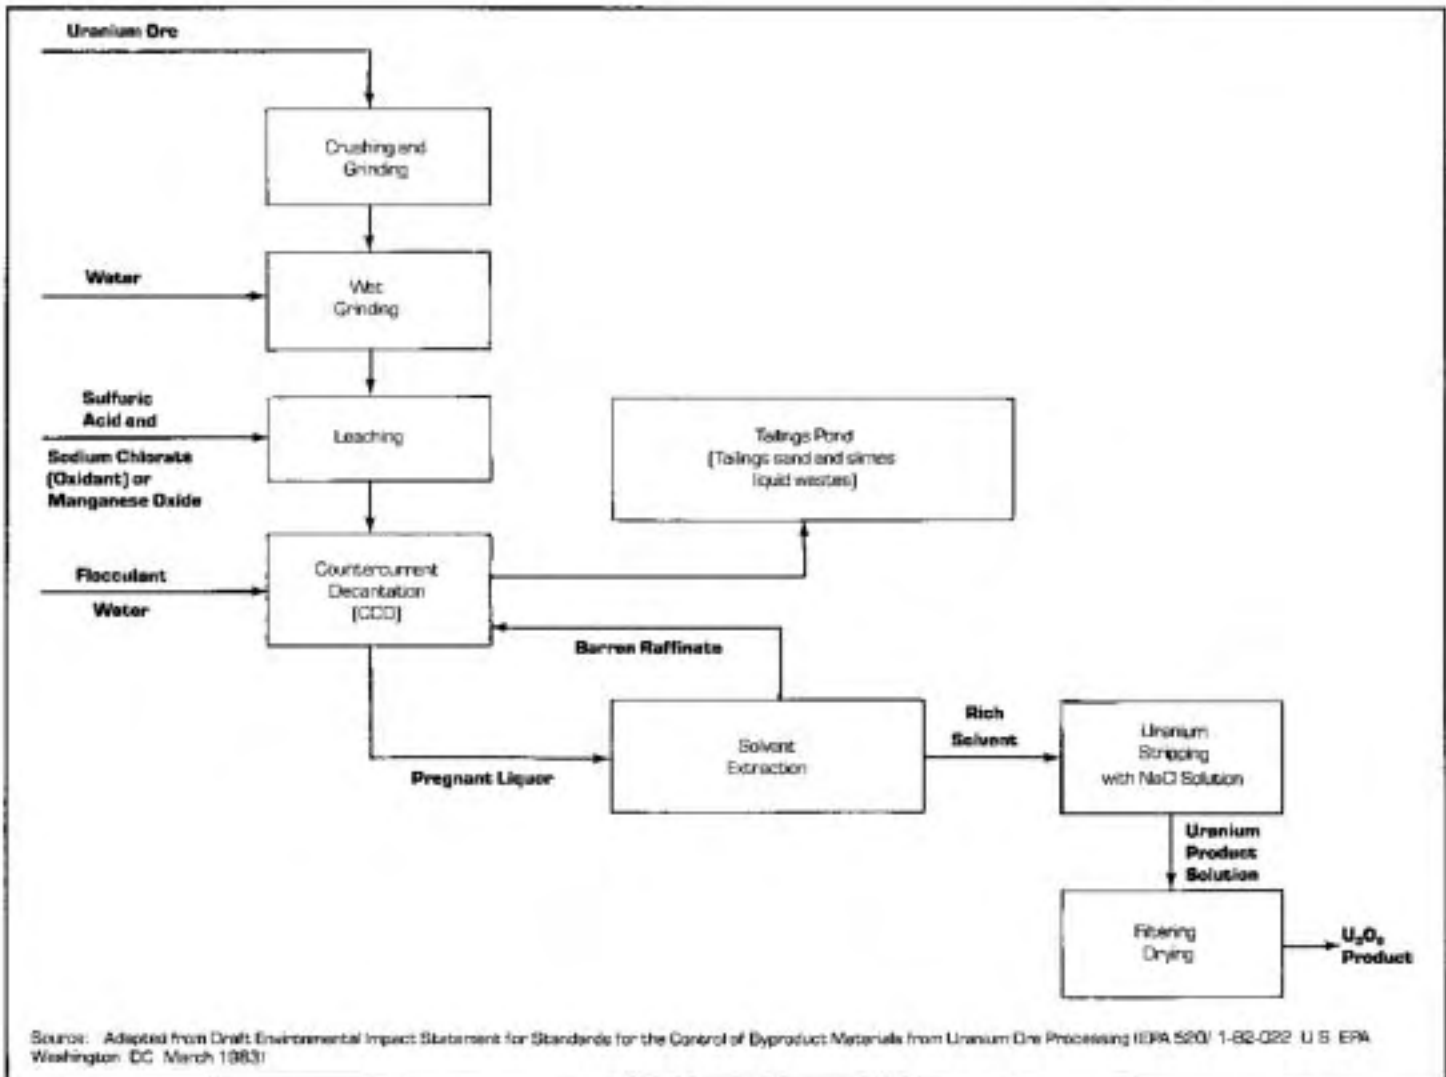 Uranium Ore
Crushing and
Grinding
Water
Wet
Grinding
Sulfuric
Acid and
Sodium Chlorate
(Oxidant) or
Manganese Oxide
Leaching
Tailings Pond
(Tailings sand and slimes
liquid wastes)
Flocculant
Water
Countercurrent
Decantation
(CCD)
Barren Raffinate
Pregnant Liquor
Solvent
Extraction
Rich
Solvent
Uranium
Stripping
with NaCl Solution
Uranium
Product
Solution
Filtering
Drying
U₃O₈
Product
Source: Adapted from Draft Environmental Impact Statement for Standards for the Control of Byproduct Materials from Uranium Ore Processing (EPA 520/ 1-82-022 U S EPA
Washington DC March 1983)